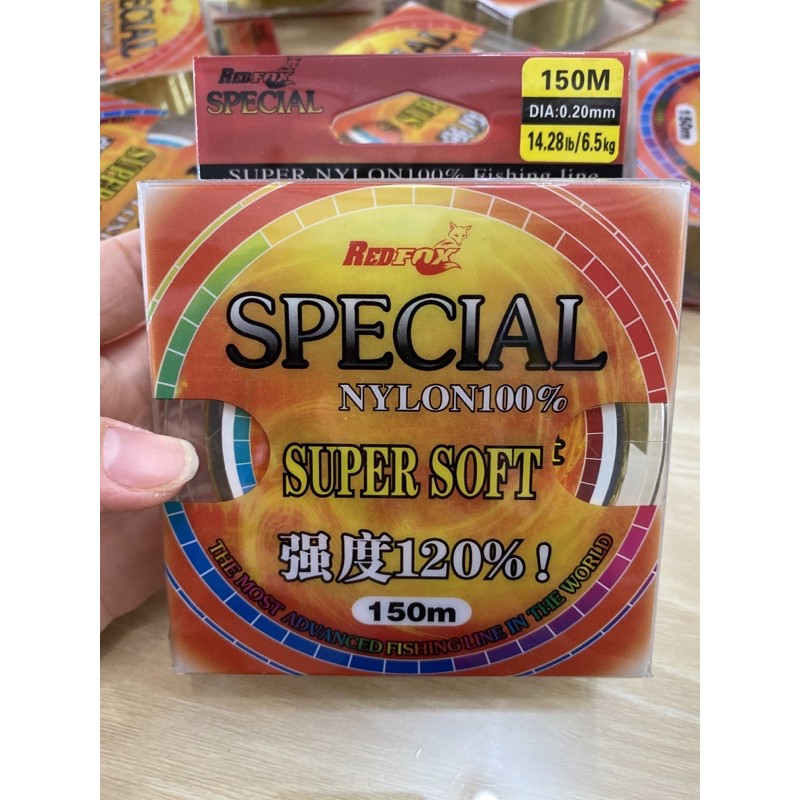 REDFOX
SPECIAL
150M
DIA:0.20mm
14.28lb/6.5kg
SUPER NYLON100% Fishing line
REDFOX
SPECIAL
NYLON100%
SUPER SOFT
强度120%!
150m
THE MOST ADVANCED FISHING LINE IN THE WORLD
150m